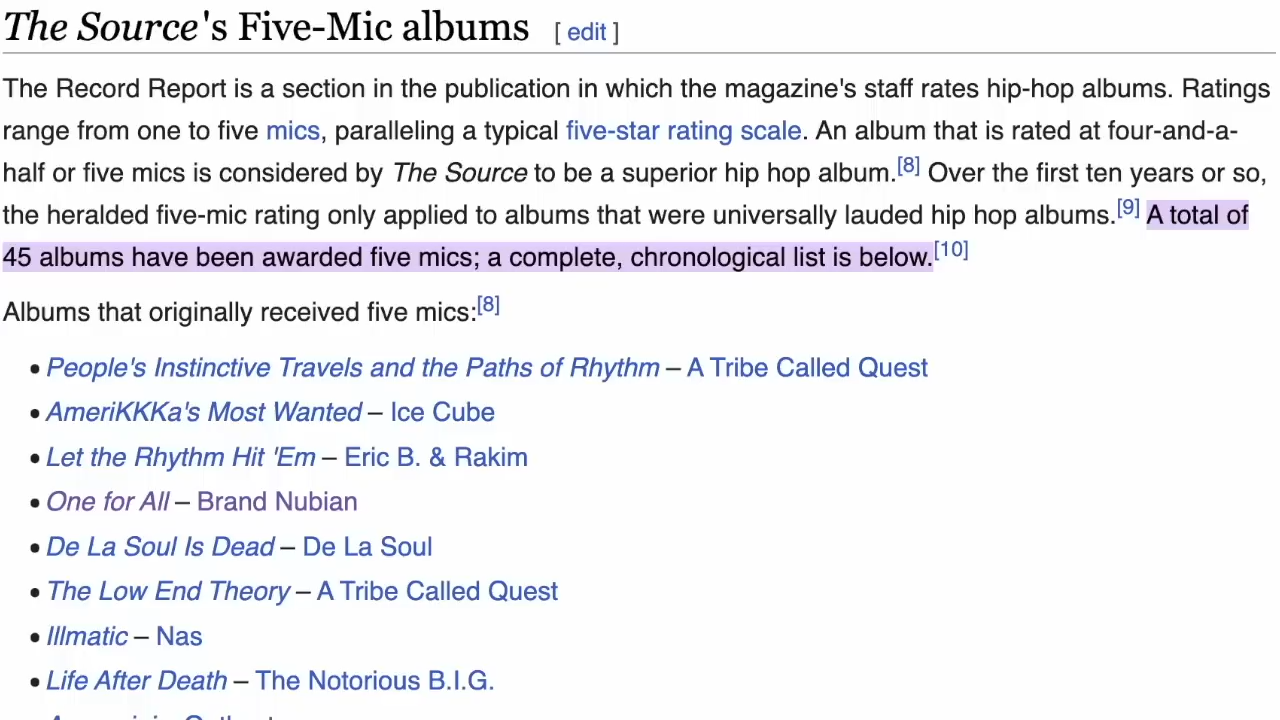 The Source's Five-Mic albums [ edit ]
The Record Report is a section in the publication in which the magazine's staff rates hip-hop albums. Ratings
range from one to five mics, paralleling a typical five-star rating scale. An album that is rated at four-and-a-
half or five mics is considered by The Source to be a superior hip hop album.[8] Over the first ten years or so,
the heralded five-mic rating only applied to albums that were universally lauded hip hop albums.[9] A total of
45 albums have been awarded five mics; a complete, chronological list is below.[10]
Albums that originally received five mics:[8]
• People's Instinctive Travels and the Paths of Rhythm – A Tribe Called Quest
• AmeriKKKa's Most Wanted – Ice Cube
• Let the Rhythm Hit 'Em – Eric B. & Rakim
• One for All – Brand Nubian
• De La Soul Is Dead – De La Soul
• The Low End Theory – A Tribe Called Quest
• Illmatic – Nas
• Life After Death – The Notorious B.I.G.